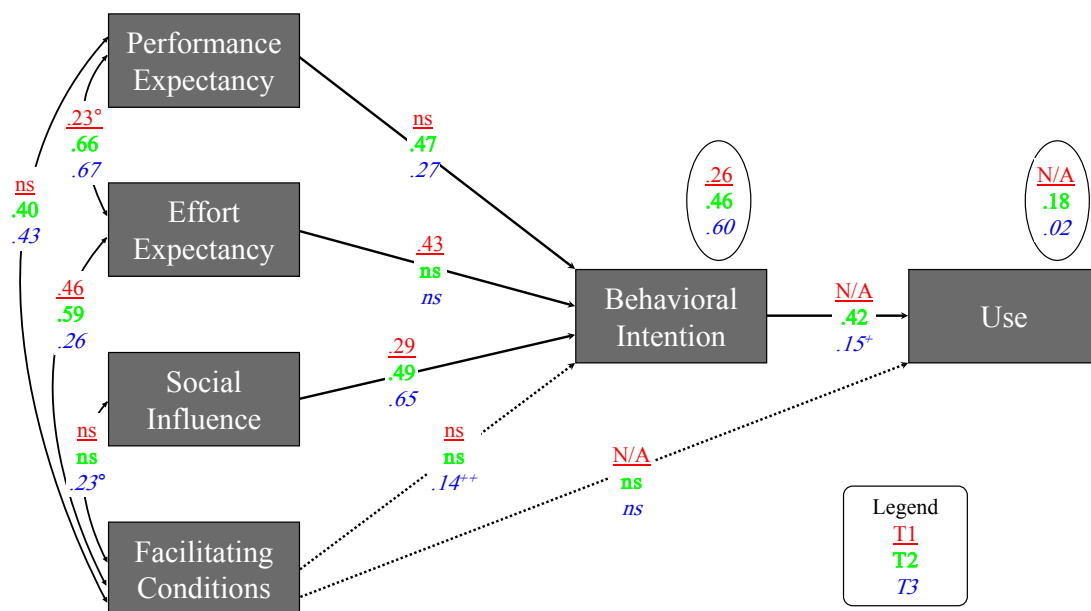 Performance
Expectancy
.23°
.66
.67
ns
.47
.27
ns
.40
.43
Effort
Expectancy
.43
ns
ns
.26
.46
.60
N/A
.18
.02
.46
.59
.26
Behavioral
Intention
N/A
.42
.15+
Use
Social
Influence
.29
.49
.65
ns
ns
.23°
ns
ns
.14++
N/A
ns
ns
Facilitating
Conditions
Legend
T1
T2
T3